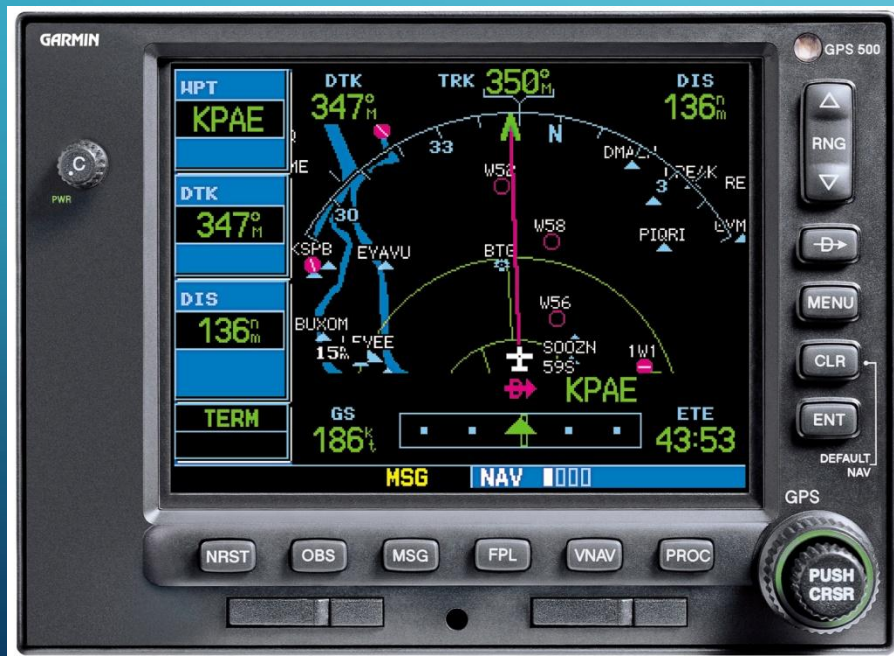 GARMIN
GPS 500
WPT
KPAE
DTK
347°M
DIS
136nm
TERM
DTK
347°M
TRK 350°M
DIS
136nm
33
N
3
30
W52
W58
W56
DMA
RE
PIQRI
KSPB
EYAVU
BTG
BUXOM
15nm
SOOZN
59S
1W1
KPAE
GS
186kt
ETE
43:53
MSG
NAV
C
PWR
RNG
D
MENU
CLR
ENT
DEFAULT
NAV
GPS
PUSH
CRSR
NRST
OBS
MSG
FPL
VNAV
PROC